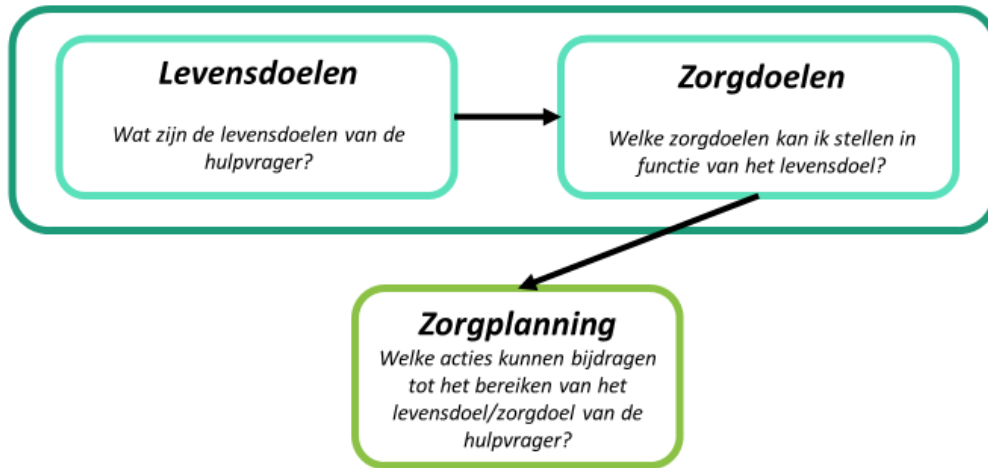 Levensdoelen
Wat zijn de levensdoelen van de
hulpvrager?
Zorgdoelen
Welke zorgdoelen kan ik stellen in
functie van het levensdoel?
Zorgplanning
Welke acties kunnen bijdragen
tot het bereiken van het
levensdoel/zorgdoel van de
hulpvrager?